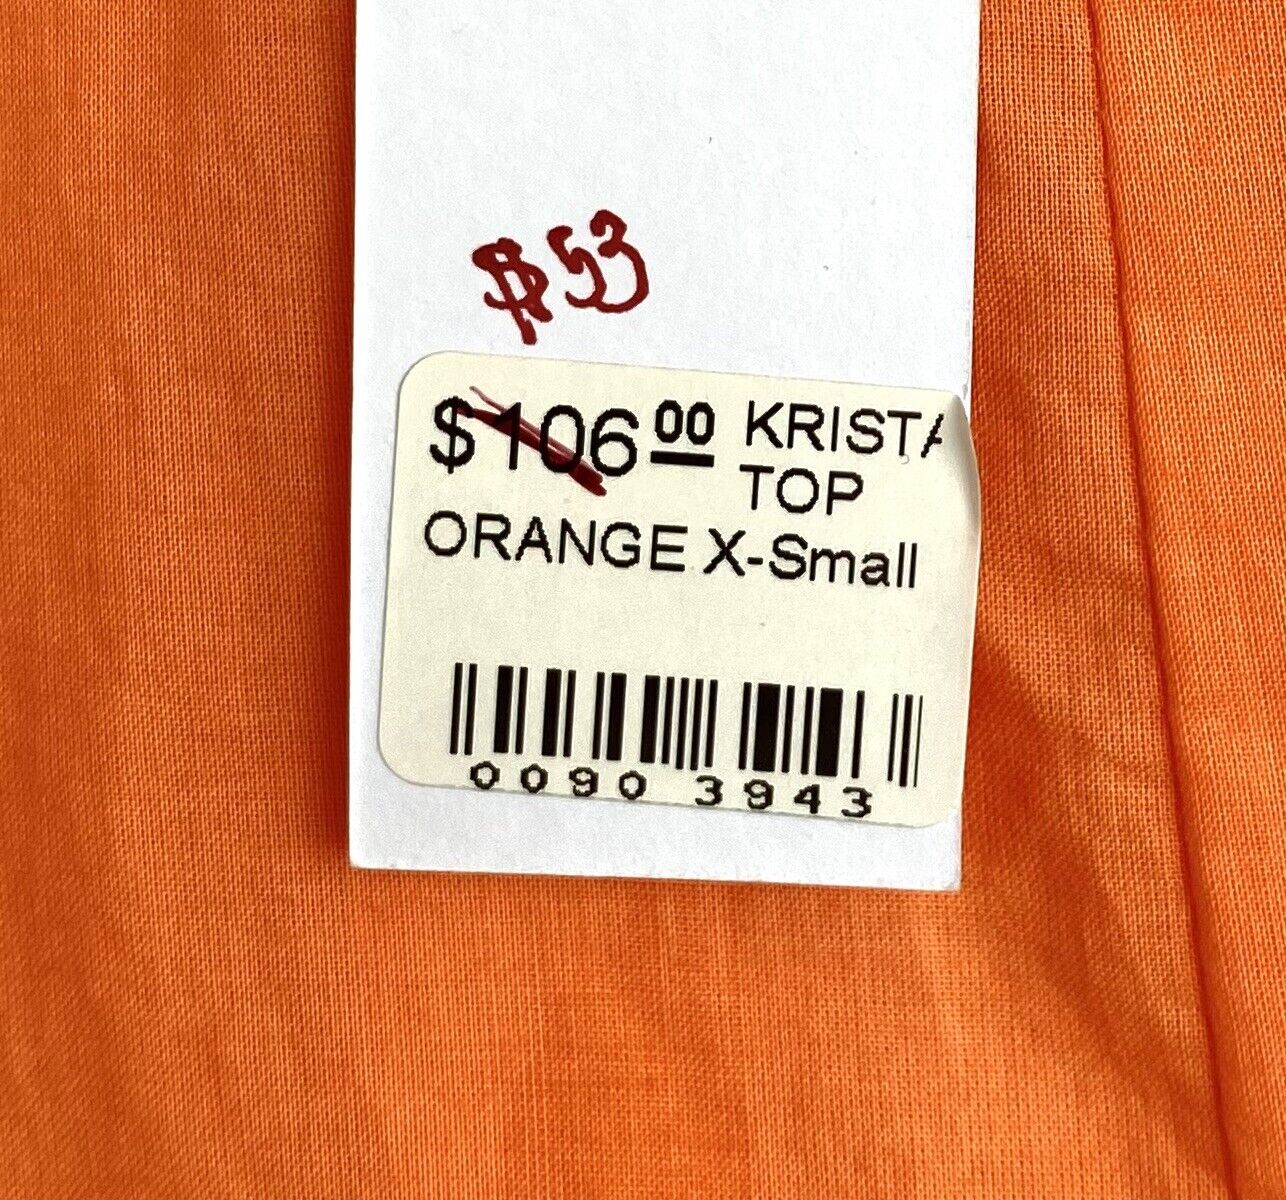 $53
$106.00 KRISTA
TOP
ORANGE X-Small
0090 3943